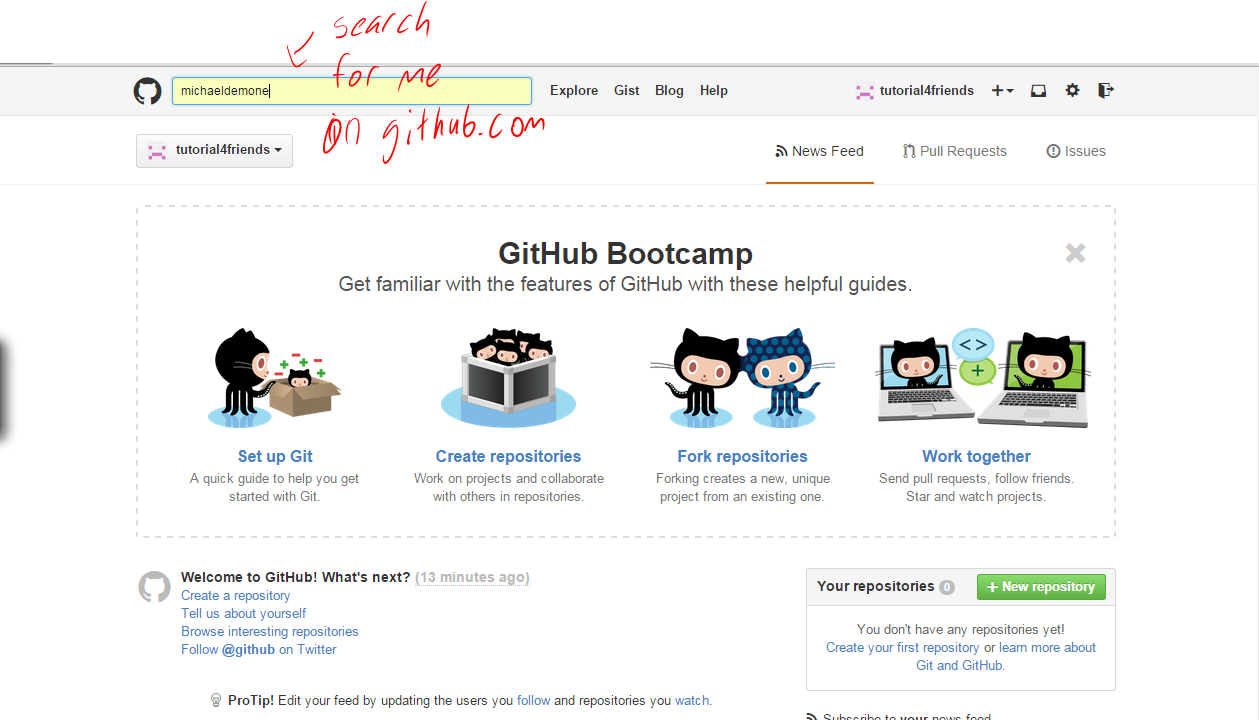 search
for me
on github.com
michaeldemone
Explore Gist Blog Help
tutorial4friends
tutorial4friends
News Feed Pull Requests Issues
GitHub Bootcamp
Get familiar with the features of GitHub with these helpful guides.
Set up Git
A quick guide to help you get
started with Git.
Create repositories
Work on projects and collaborate
with others in repositories.
Fork repositories
Forking creates a new, unique
project from an existing one.
Work together
Send pull requests, follow friends.
Star and watch projects.
Welcome to GitHub! What's next? (13 minutes ago)
Create a repository
Tell us about yourself
Browse interesting repositories
Follow @github on Twitter
ProTip! Edit your feed by updating the users you follow and repositories you watch.
Your repositories 0
+ New repository
You don't have any repositories yet!
Create your first repository or learn more about
Git and GitHub.
Subscribe to your news feed